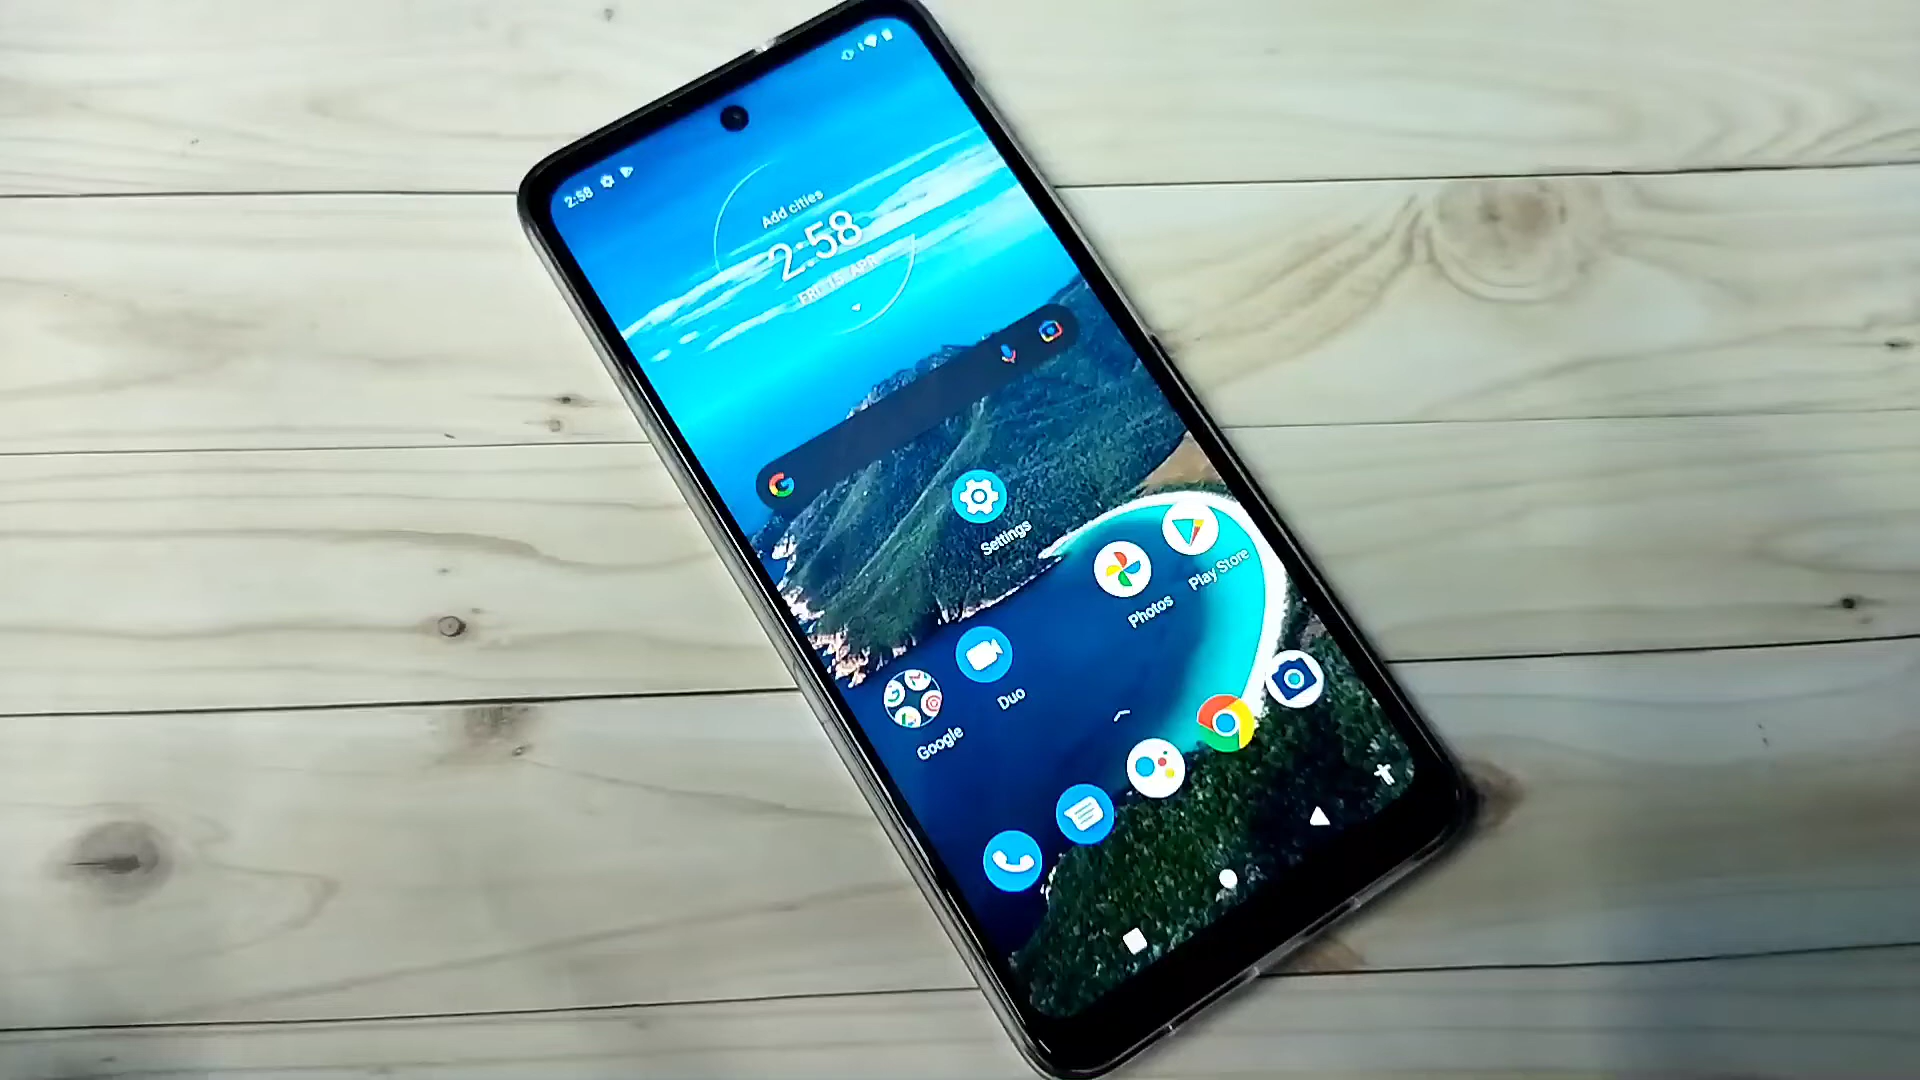 2:58
Add cities
2:58
FRI, 15 APR
Settings
Play Store
Photos
Duo
Google